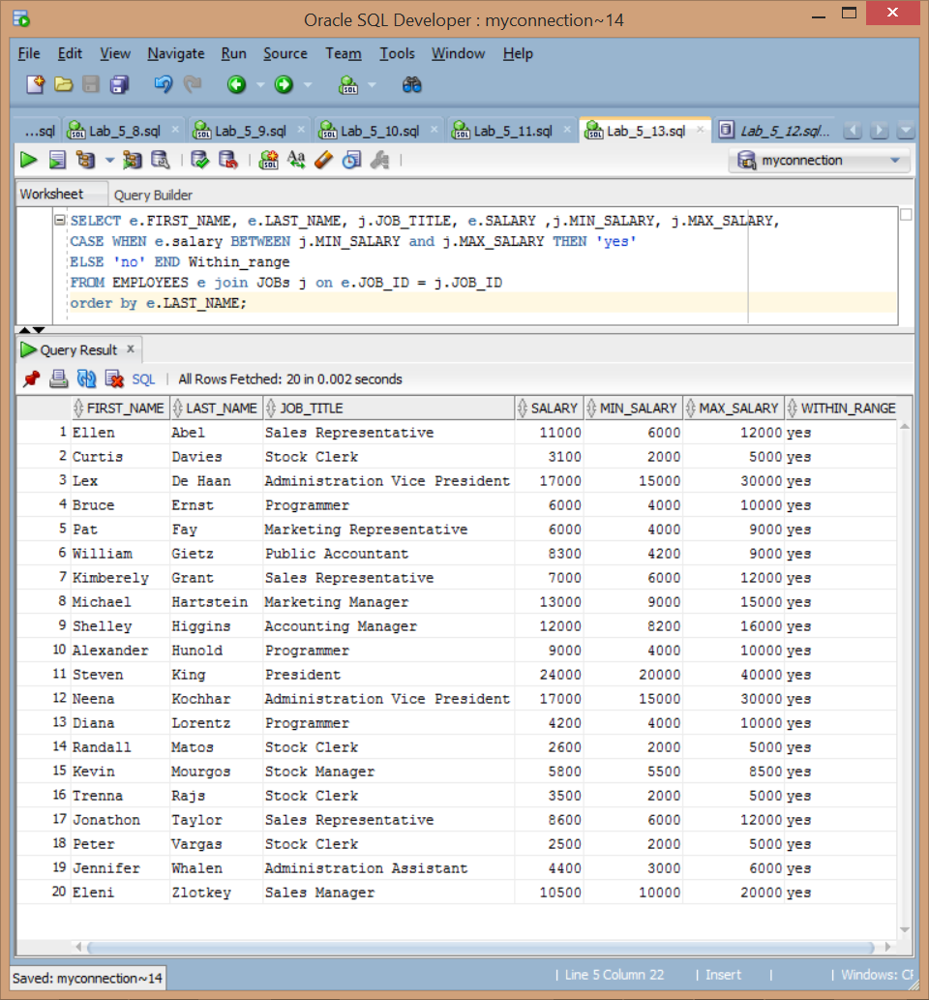 Oracle SQL Developer : myconnection~14
File Edit View Navigate Run Source Team Tools Window Help
...sql Lab_5_8.sql Lab_5_9.sql Lab_5_10.sql Lab_5_11.sql Lab_5_13.sql Lab_5_12.sql...
myconnection
Worksheet Query Builder
SELECT e.FIRST_NAME, e.LAST_NAME, j.JOB_TITLE, e.SALARY ,j.MIN_SALARY, j.MAX_SALARY,
CASE WHEN e.salary BETWEEN j.MIN_SALARY and j.MAX_SALARY THEN 'yes'
ELSE 'no' END Within_range
FROM EMPLOYEES e join JOBs j on e.JOB_ID = j.JOB_ID
order by e.LAST_NAME;
Query Result
SQL | All Rows Fetched: 20 in 0.002 seconds
FIRST_NAME LAST_NAME JOB_TITLE SALARY MIN_SALARY MAX_SALARY WITHIN_RANGE
1 Ellen Abel Sales Representative 11000 6000 12000 yes
2 Curtis Davies Stock Clerk 3100 2000 5000 yes
3 Lex De Haan Administration Vice President 17000 15000 30000 yes
4 Bruce Ernst Programmer 6000 4000 10000 yes
5 Pat Fay Marketing Representative 6000 4000 9000 yes
6 William Gietz Public Accountant 8300 4200 9000 yes
7 Kimberely Grant Sales Representative 7000 6000 12000 yes
8 Michael Hartstein Marketing Manager 13000 9000 15000 yes
9 Shelley Higgins Accounting Manager 12000 8200 16000 yes
10 Alexander Hunold Programmer 9000 4000 10000 yes
11 Steven King President 24000 20000 40000 yes
12 Neena Kochhar Administration Vice President 17000 15000 30000 yes
13 Diana Lorentz Programmer 4200 4000 10000 yes
14 Randall Matos Stock Clerk 2600 2000 5000 yes
15 Kevin Mourgos Stock Manager 5800 5500 8500 yes
16 Trenna Rajs Stock Clerk 3500 2000 5000 yes
17 Jonathon Taylor Sales Representative 8600 6000 12000 yes
18 Peter Vargas Stock Clerk 2500 2000 5000 yes
19 Jennifer Whalen Administration Assistant 4400 3000 6000 yes
20 Eleni Zlotkey Sales Manager 10500 10000 20000 yes
Saved: myconnection~14 | Line 5 Column 22 | Insert | | Windows: